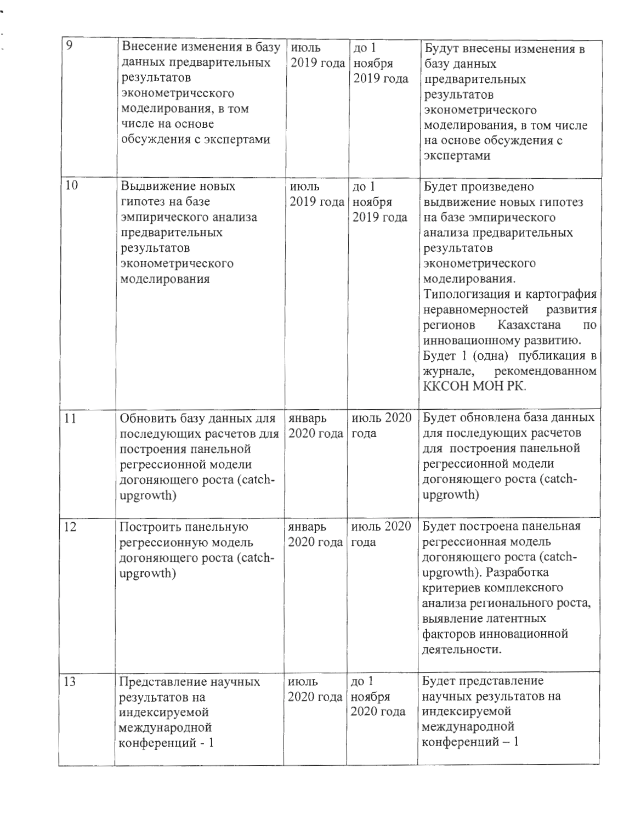 9
Внесение изменения в базу
данных предварительных
результатов
эконометрического
моделирования, в том
числе на основе
обсуждения с экспертами
июль
2019 года
до 1
ноября
2019 года
Будут внесены изменения в
базу данных
предварительных
результатов
эконометрического
моделирования, в том числе
на основе обсуждения с
экспертами
10
Выдвижение новых
гипотез на базе
эмпирического анализа
предварительных
результатов
эконометрического
моделирования
июль
2019 года
до 1
ноября
2019 года
Будет произведено
выдвижение новых гипотез
на базе эмпирического
анализа предварительных
результатов
эконометрического
моделирования.
Типологизация и картография
неравномерностей развития
регионов Казахстана по
инновационному развитию.
Будет 1 (одна) публикация в
журнале, рекомендованном
ККСОН МОН РК.
11
Обновить базу данных для
последующих расчетов для
построения панельной
регрессионной модели
догоняющего роста (catch-
upgrowth)
январь
2020 года
июль 2020
года
Будет обновлена база данных
для последующих расчетов
для построения панельной
регрессионной модели
догоняющего роста (catch-
upgrowth)
12
Построить панельную
регрессионную модель
догоняющего роста (catch-
upgrowth)
январь
2020 года
июль 2020
года
Будет построена панельная
регрессионная модель
догоняющего роста (catch-
upgrowth). Разработка
критериев комплексного
анализа регионального роста,
выявление латентных
факторов инновационной
деятельности.
13
Представление научных
результатов на
индексируемой
международной
конференций - 1
июль
2020 года
до 1
ноября
2020 года
Будет представление
научных результатов на
индексируемой
международной
конференций – 1